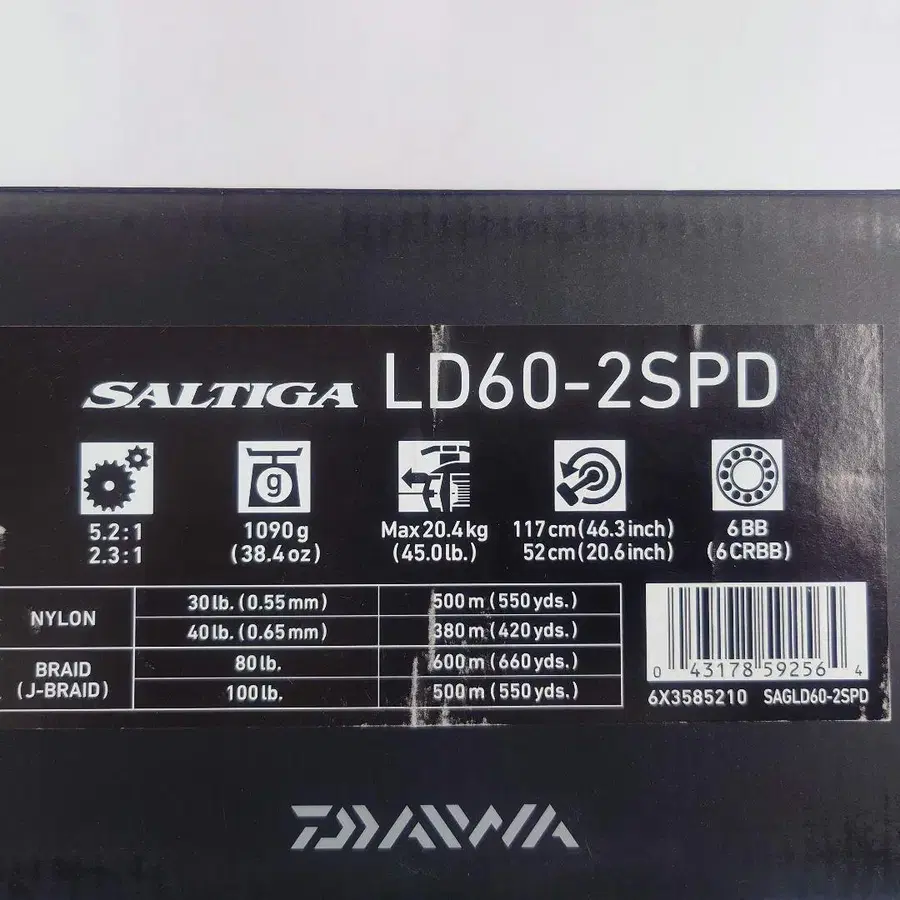 SALTIGA LD60-2SPD
g
5.2:1
2.3:1
1090g
(38.4oz)
Max20.4kg
(45.0lb.)
117cm(46.3inch)
52cm(20.6inch)
6BB
(6CRBB)
NYLON
30lb.(0.55mm) 500m(550yds.)
40lb.(0.65mm) 380m(420yds.)
BRAID
(J-BRAID)
80lb. 600m(660yds.)
100lb. 500m(550yds.)
0 43178 59256 4
6X3585210 SAGLD60-2SPD
DAIWA